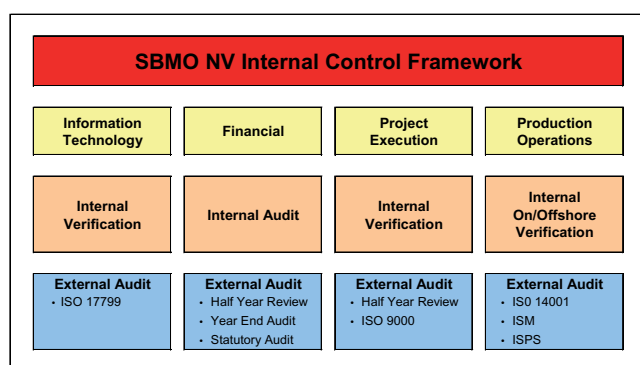 SBMO NV Internal Control Framework
Information
Technology
Financial
Project
Execution
Production
Operations
Internal
Verification
Internal Audit
Internal
Verification
Internal
On/Offshore
Verification
External Audit
• ISO 17799
External Audit
• Half Year Review
• Year End Audit
• Statutory Audit
External Audit
• Half Year Review
• ISO 9000
External Audit
• IS0 14001
• ISM
• ISPS